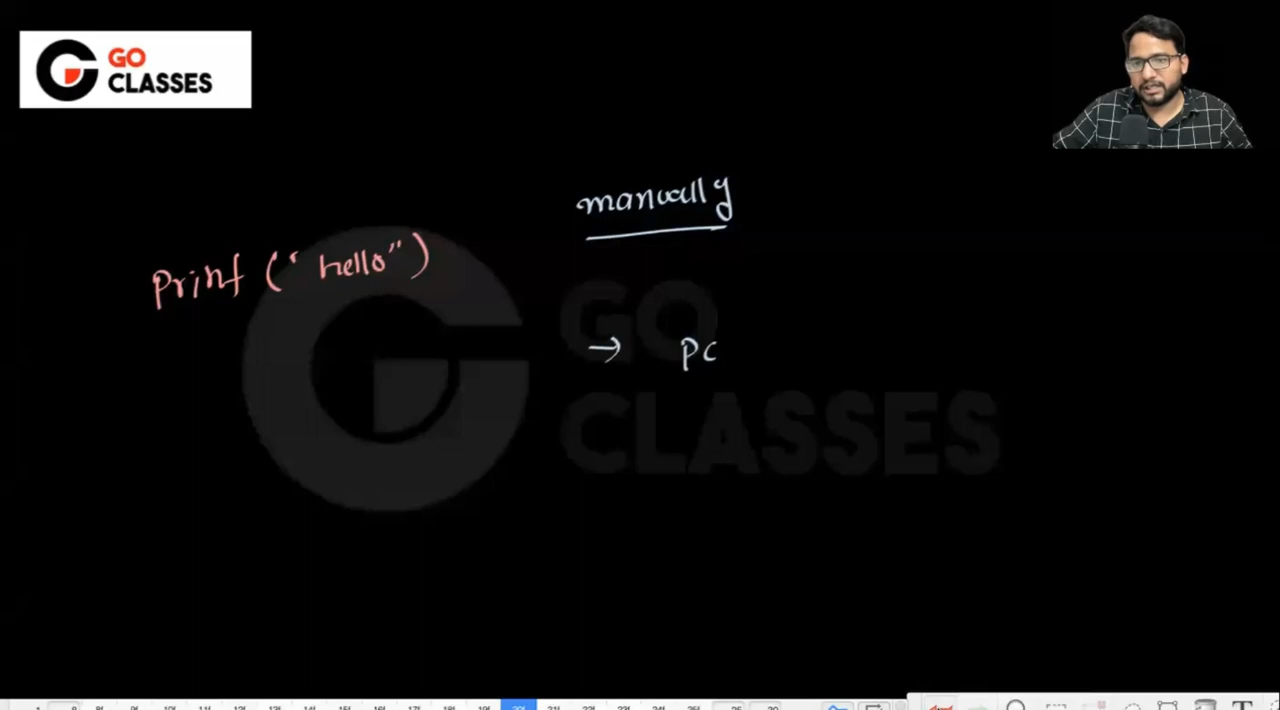 GO
CLASSES
manually
Print ("hello")
GO
→ PC
CLASSES